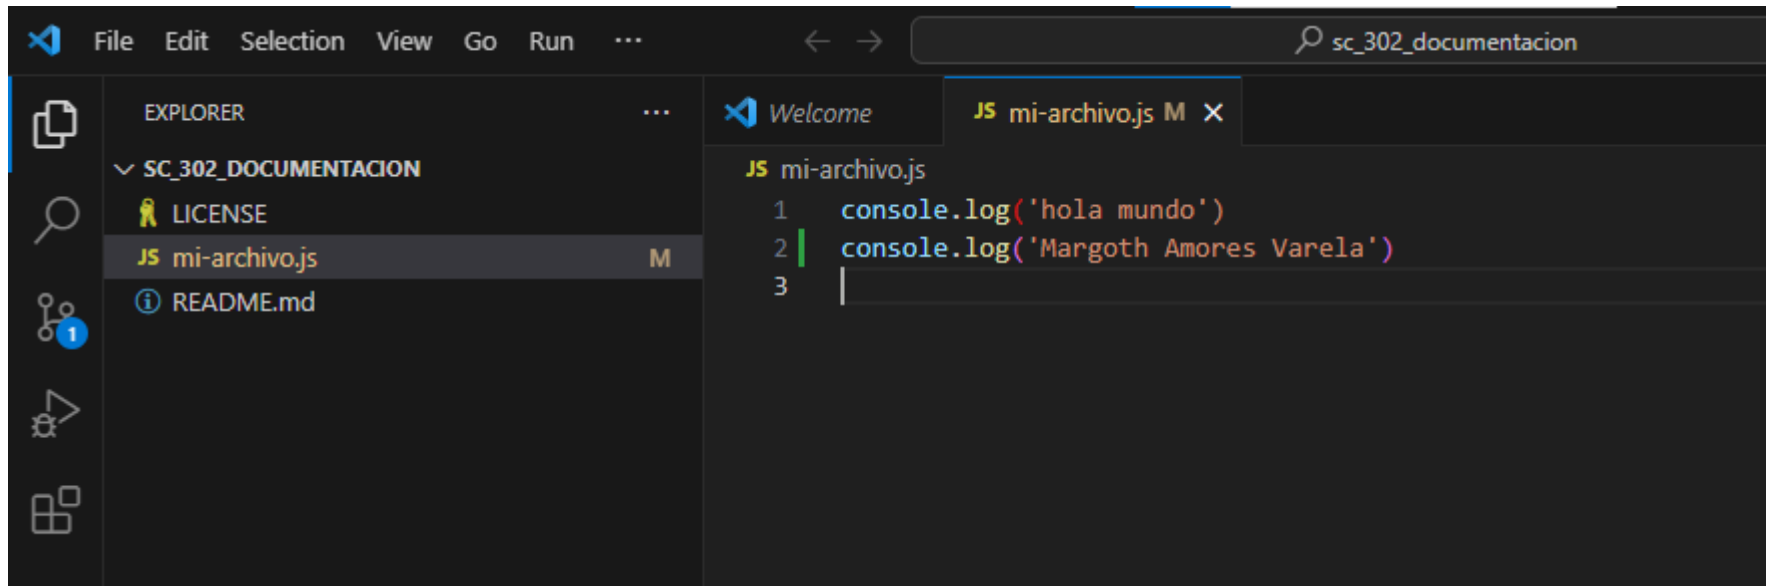 File Edit Selection View Go Run ···
sc_302_documentacion
EXPLORER ···
SC_302_DOCUMENTACION
LICENSE
JS mi-archivo.js M
README.md
1
Welcome
JS mi-archivo.js M
JS mi-archivo.js
1 console.log('hola mundo')
2 console.log('Margoth Amores Varela')
3